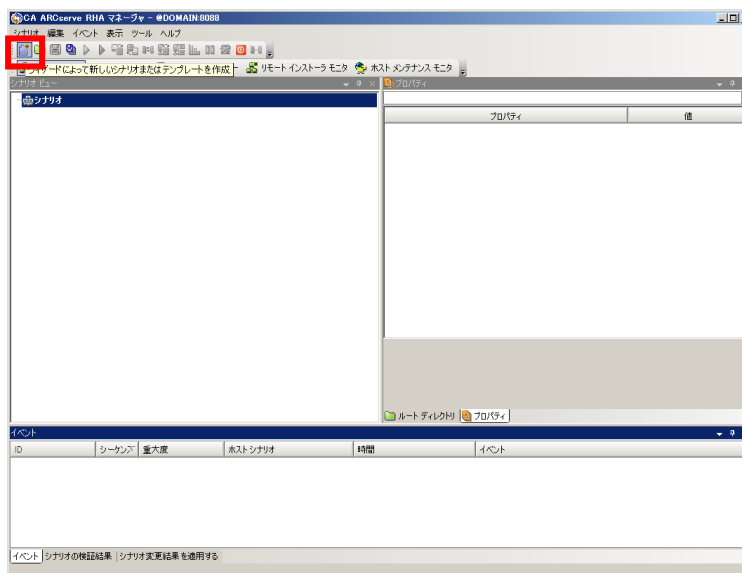 CA ARCserve RHA マネージャ - @DOMAIN:8088
シナリオ 編集 イベント 表示 ツール ヘルプ
ウィザードによって新しいシナリオまたはテンプレートを作成
リモート インストーラ モニタ ホスト メンテナンス モニタ
シナリオ ビュー
プロパティ
シナリオ
プロパティ 値
ルート ディレクトリ プロパティ
イベント
ID シーケンス 重大度 ホスト シナリオ 時間 イベント
イベント シナリオの検証結果 シナリオ変更結果を適用する